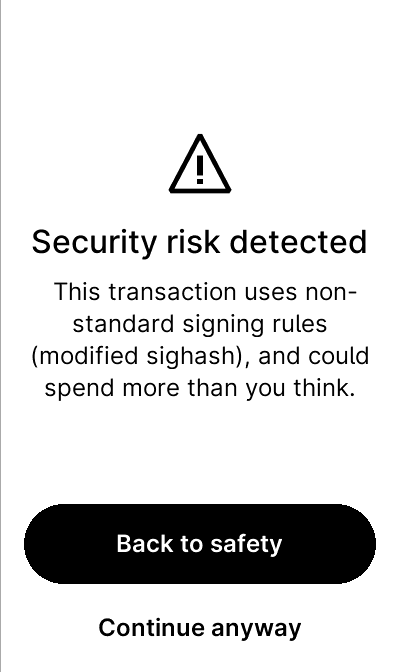 Security risk detected
This transaction uses non-
standard signing rules
(modified sighash), and could
spend more than you think.
Back to safety
Continue anyway